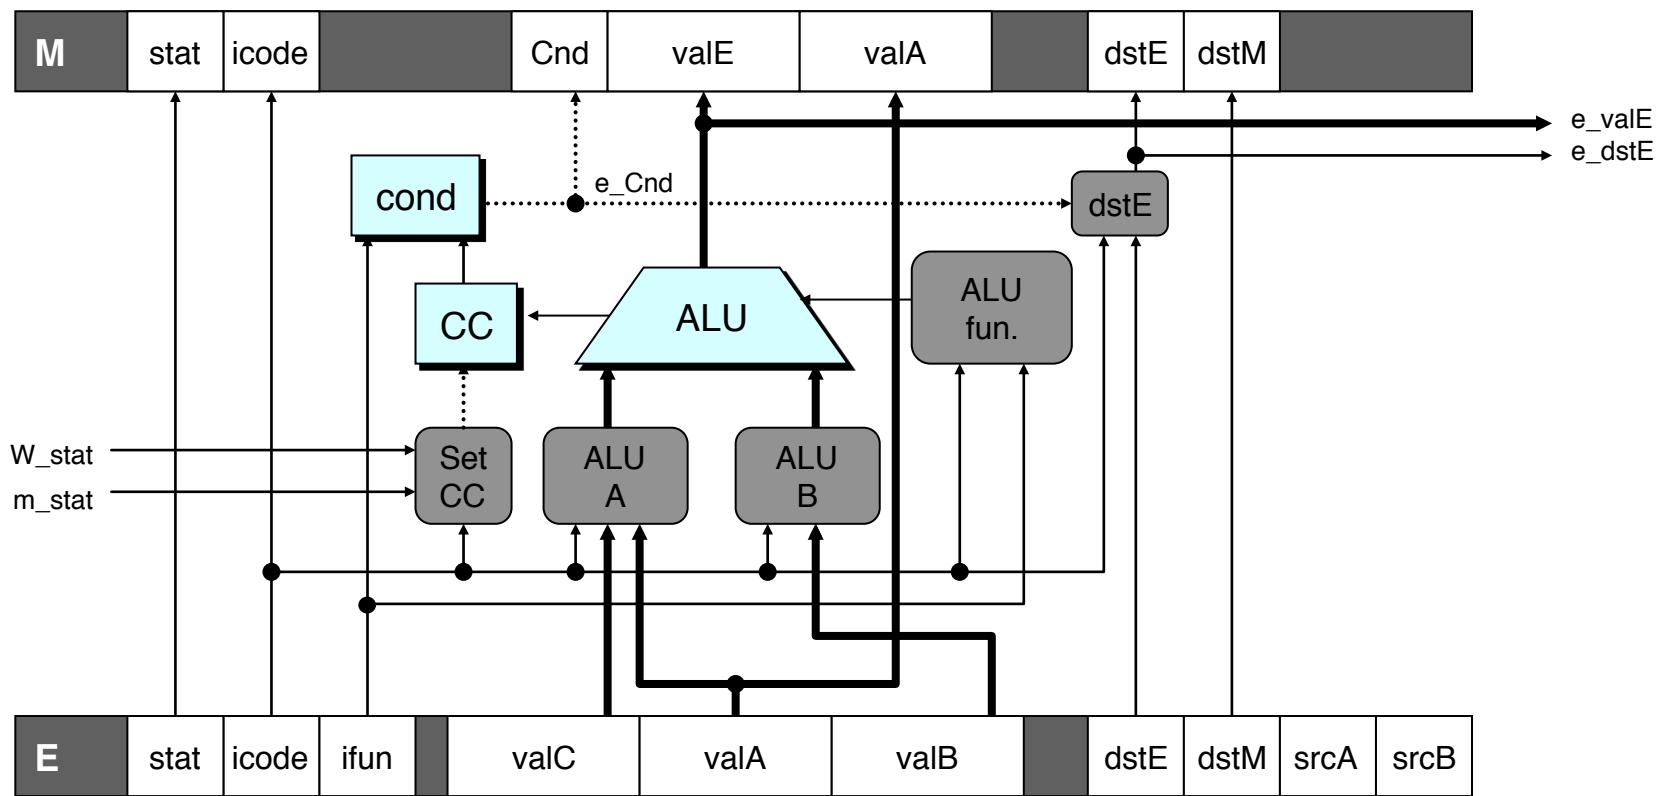 M stat icode Cnd valE valA dstE dstM
e_valE
e_dstE
e_Cnd
cond
dstE
ALU
fun.
ALU
CC
W_stat
m_stat
Set
CC
ALU
A
ALU
B
E stat icode ifun valC valA valB dstE dstM srcA srcB